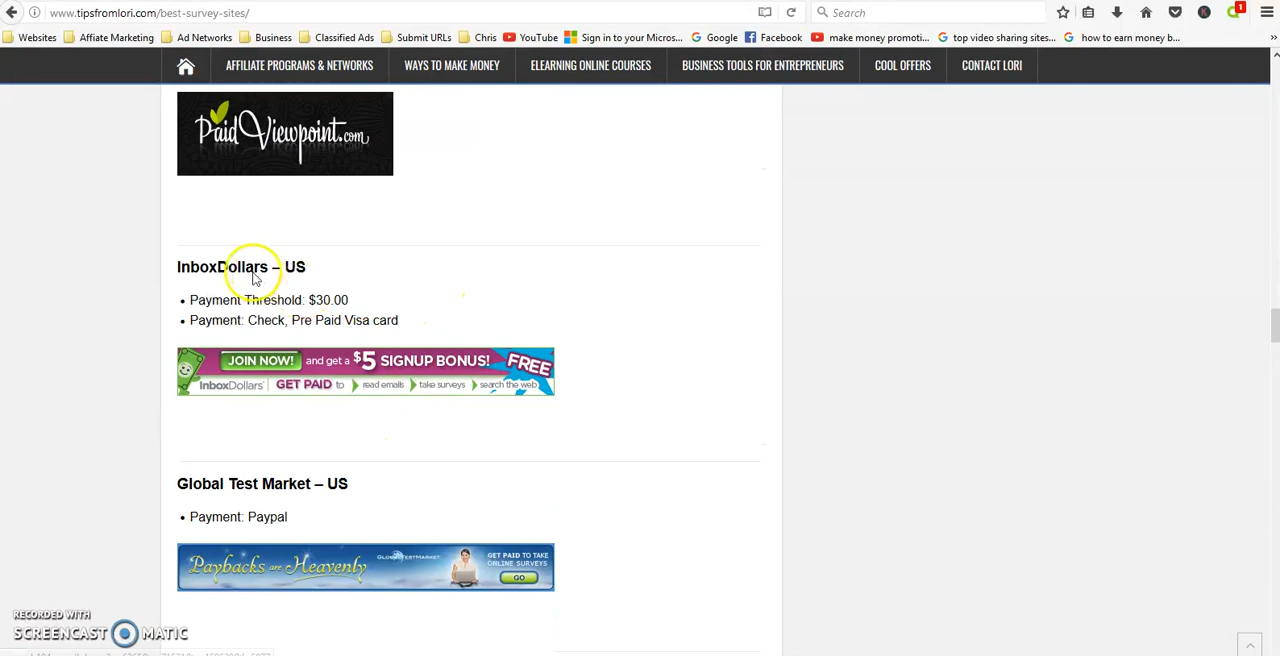 www.tipsfromlori.com/best-survey-sites/
Search
1
Websites
Affiate Marketing
Ad Networks
Business
Classified Ads
Submit URLs
Chris
YouTube
Sign in to your Micros...
Google
Facebook
make money promoti...
top video sharing sites...
how to earn money b...
AFFILIATE PROGRAMS & NETWORKS
WAYS TO MAKE MONEY
ELEARNING ONLINE COURSES
BUSINESS TOOLS FOR ENTREPRENEURS
COOL OFFERS
CONTACT LORI
PaidViewpoint.com
InboxDollars – US
• Payment Threshold: $30.00
• Payment: Check, Pre Paid Visa card
JOIN NOW! and get a $5 SIGNUP BONUS! FREE
InboxDollars GET PAID to read emails take surveys search the web
Global Test Market – US
• Payment: Paypal
Paybacks are Heavenly
GLOBALTESTMARKET
GET PAID TO TAKE
ONLINE SURVEYS
GO
RECORDED WITH
SCREENCAST MATIC